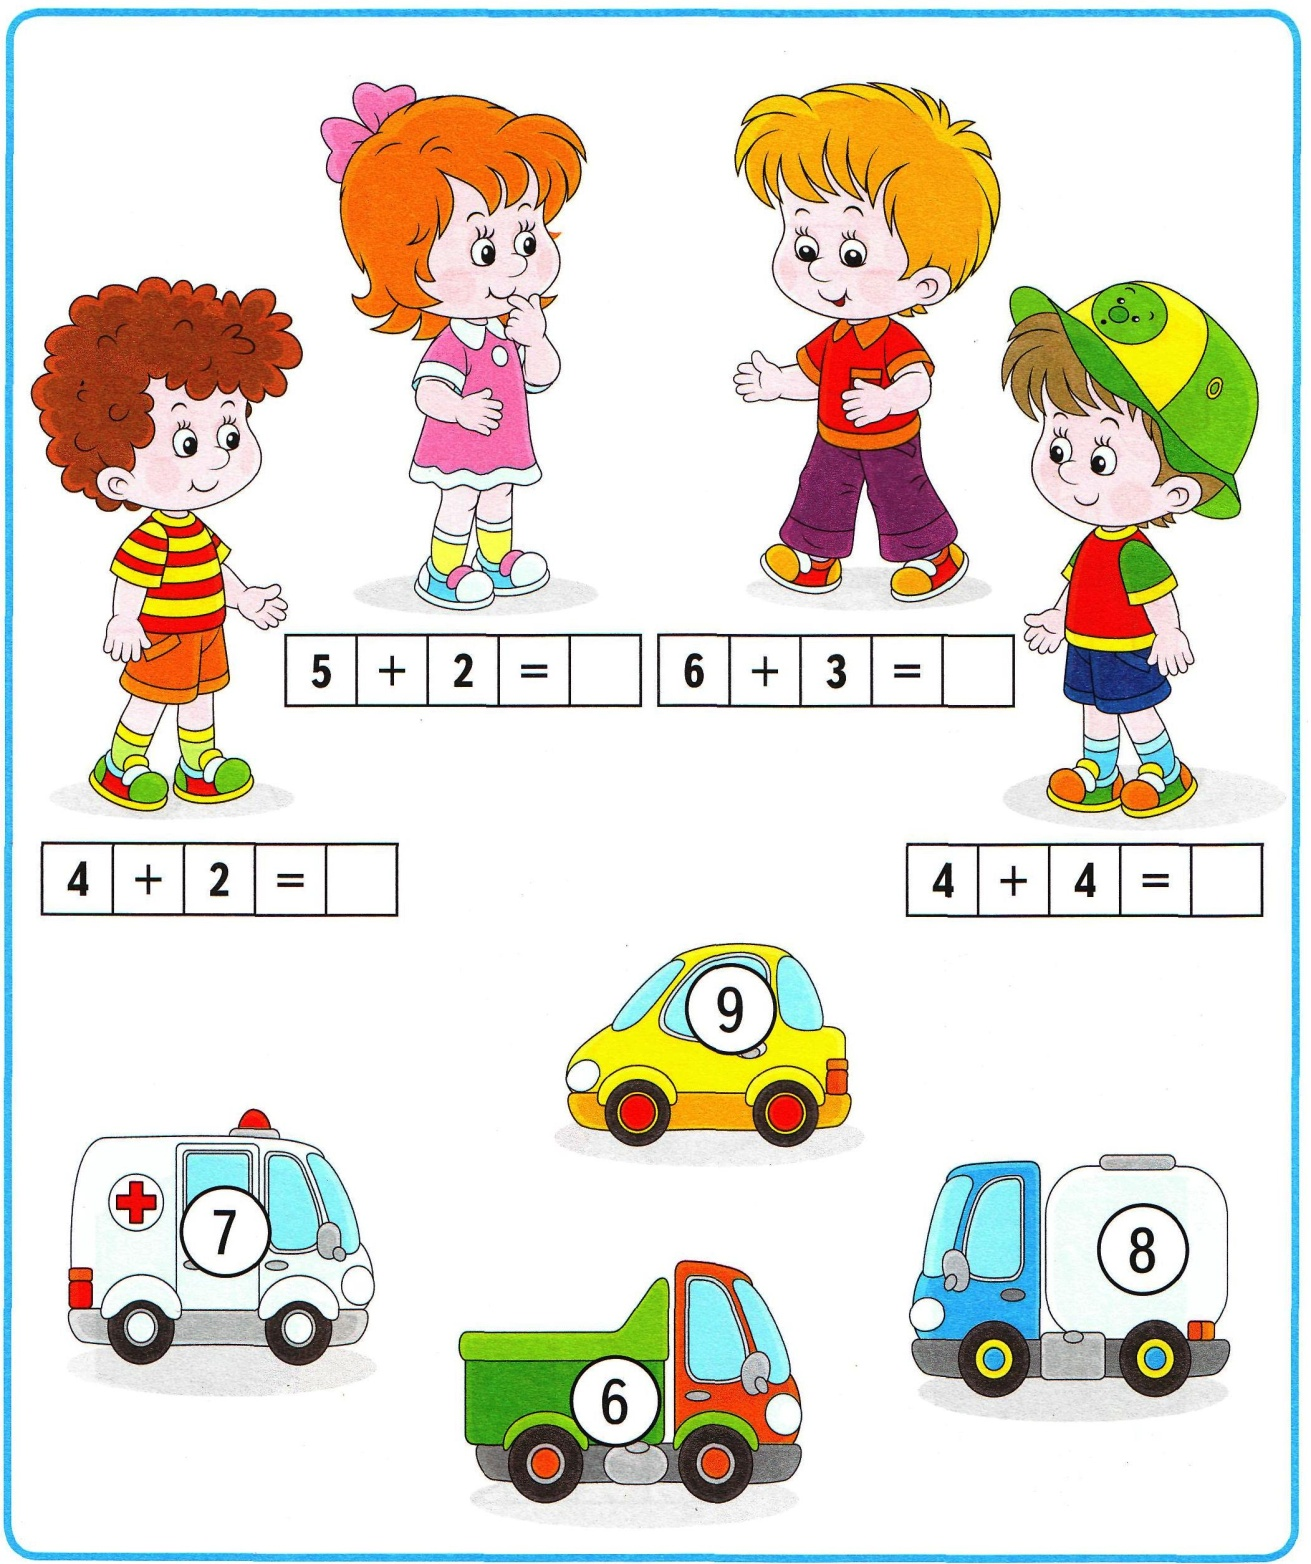 5 + 2 =
6 + 3 =
4 + 2 =
4 + 4 =
9
7
8
6